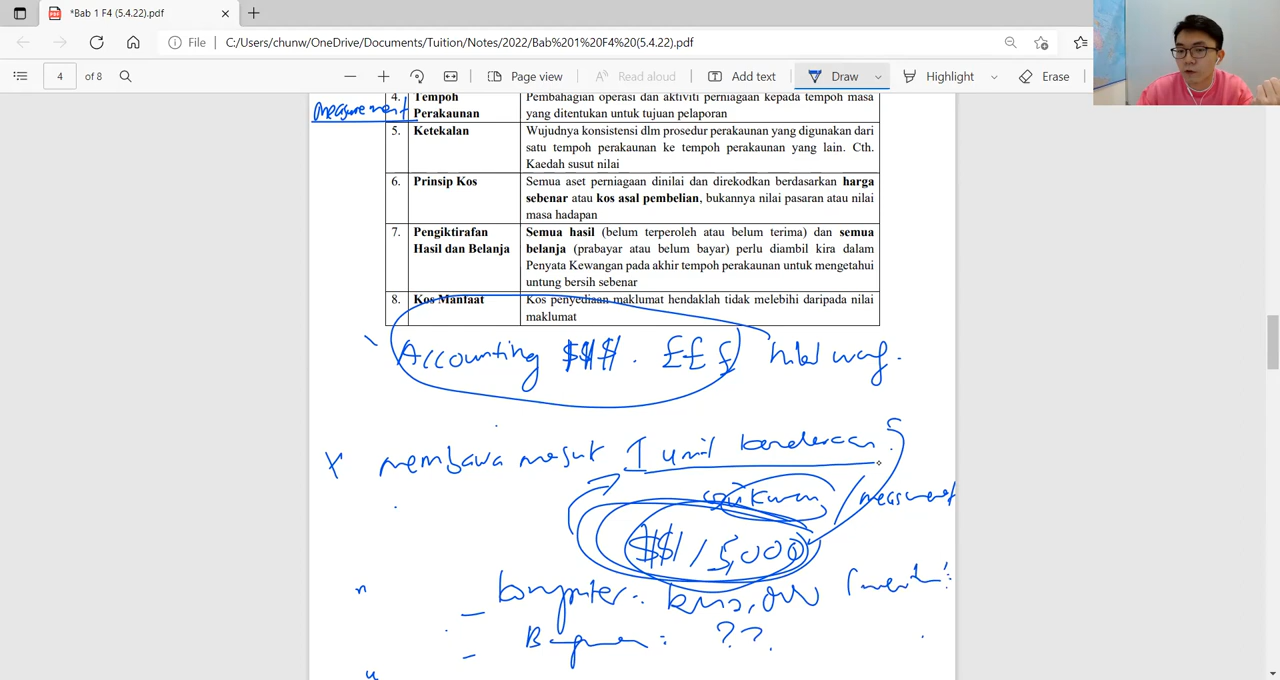 *Bab 1 F4 (5.4.22).pdf
File C:/Users/chunw/OneDrive/Documents/Tuition/Notes/2022/Bab%201%20F4%20(5.4.22).pdf
4 of 8 Page view Read aloud Add text Draw Highlight Erase
measurement
4. Tempoh Perakaunan Pembahagian operasi dan aktiviti perniagaan kepada tempoh masa
yang ditentukan untuk tujuan pelaporan
5. Ketekalan Wujudnya konsistensi dlm prosedur perakaunan yang digunakan dari
satu tempoh perakaunan ke tempoh perakaunan yang lain. Cth.
Kaedah susut nilai
6. Prinsip Kos Semua aset perniagaan dinilai dan direkodkan berdasarkan harga
sebenar atau kos asal pembelian, bukannya nilai pasaran atau nilai
masa hadapan
7. Pengiktirafan Hasil dan Belanja Semua hasil (belum terperoleh atau belum terima) dan semua
belanja (prabayar atau belum bayar) perlu diambil kira dalam
Penyata Kewangan pada akhir tempoh perakaunan untuk mengetahui
untung bersih sebenar
8. Kos Manfaat Kos penyediaan maklumat hendaklah tidak melebihi daripada nilai
maklumat
Accounting $$$. £££ nilai wang.
X membawa masuk 1 unit kenderaan
/measurement
$$ / 5,000
- komputer:
- Bangunan: ??